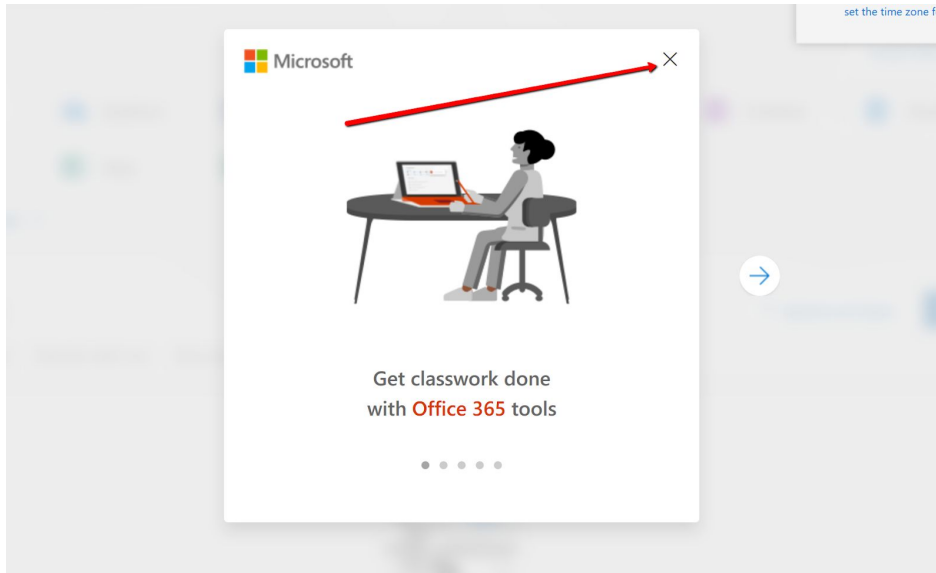 set the time zone f
Microsoft
Get classwork done
with Office 365 tools